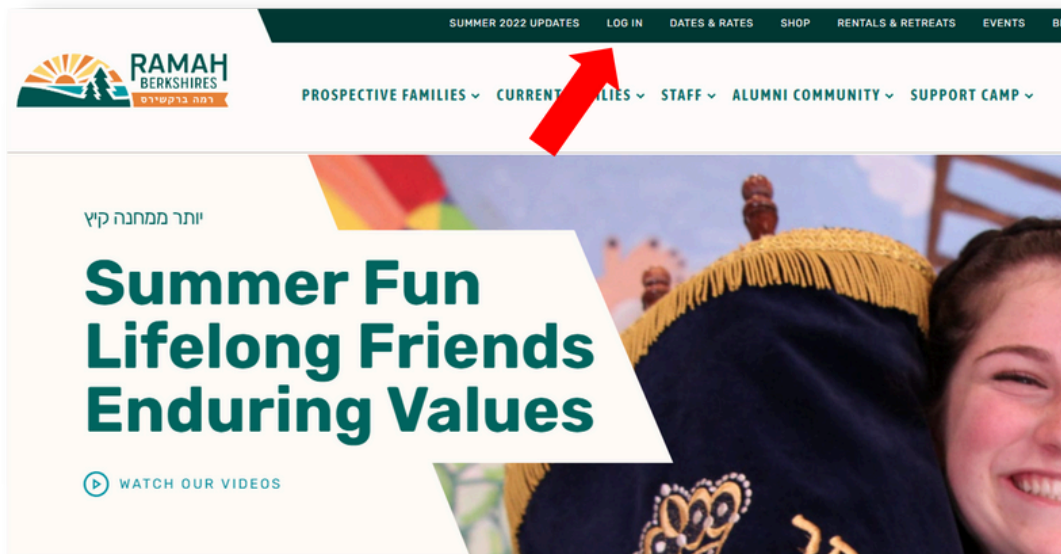 SUMMER 2022 UPDATES LOG IN DATES & RATES SHOP RENTALS & RETREATS EVENTS
RAMAH
BERKSHIRES
רמה ברקשירס
PROSPECTIVE FAMILIES CURRENT STAFF ALUMNI COMMUNITY SUPPORT CAMP
יותר ממחנה קיץ
Summer Fun
Lifelong Friends
Enduring Values
WATCH OUR VIDEOS